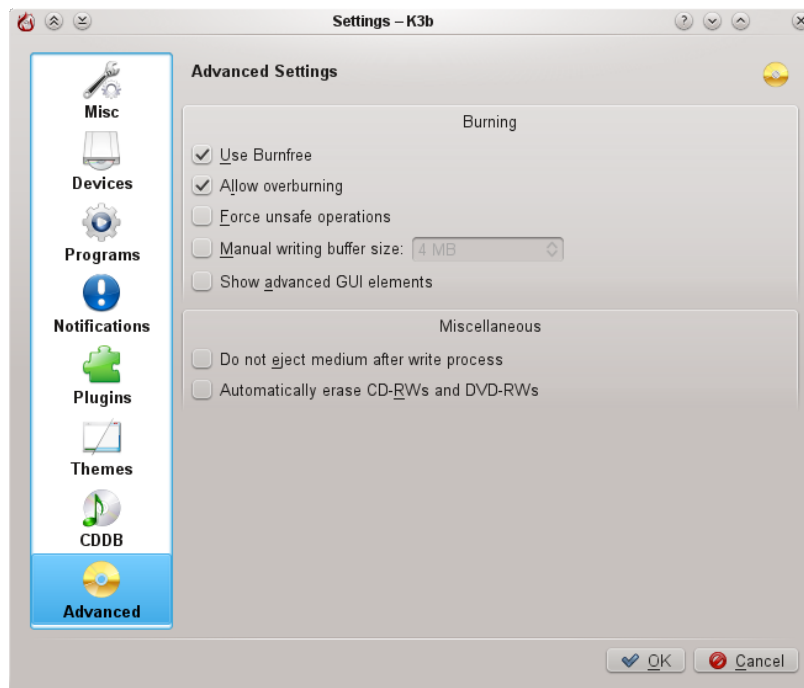 Settings – K3b
Misc
Devices
Programs
Notifications
Plugins
Themes
CDDB
Advanced
Advanced Settings
Burning
Use Burnfree
Allow overburning
Force unsafe operations
Manual writing buffer size: 4 MB
Show advanced GUI elements
Miscellaneous
Do not eject medium after write process
Automatically erase CD-RWs and DVD-RWs
OK Cancel